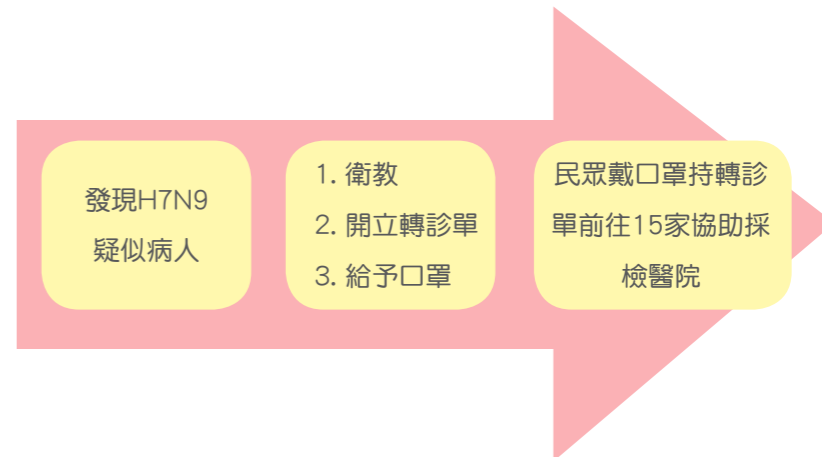 發現H7N9
疑似病人
1. 衛教
2. 開立轉診單
3. 給予口罩
民眾戴口罩持轉診
單前往15家協助採
檢醫院